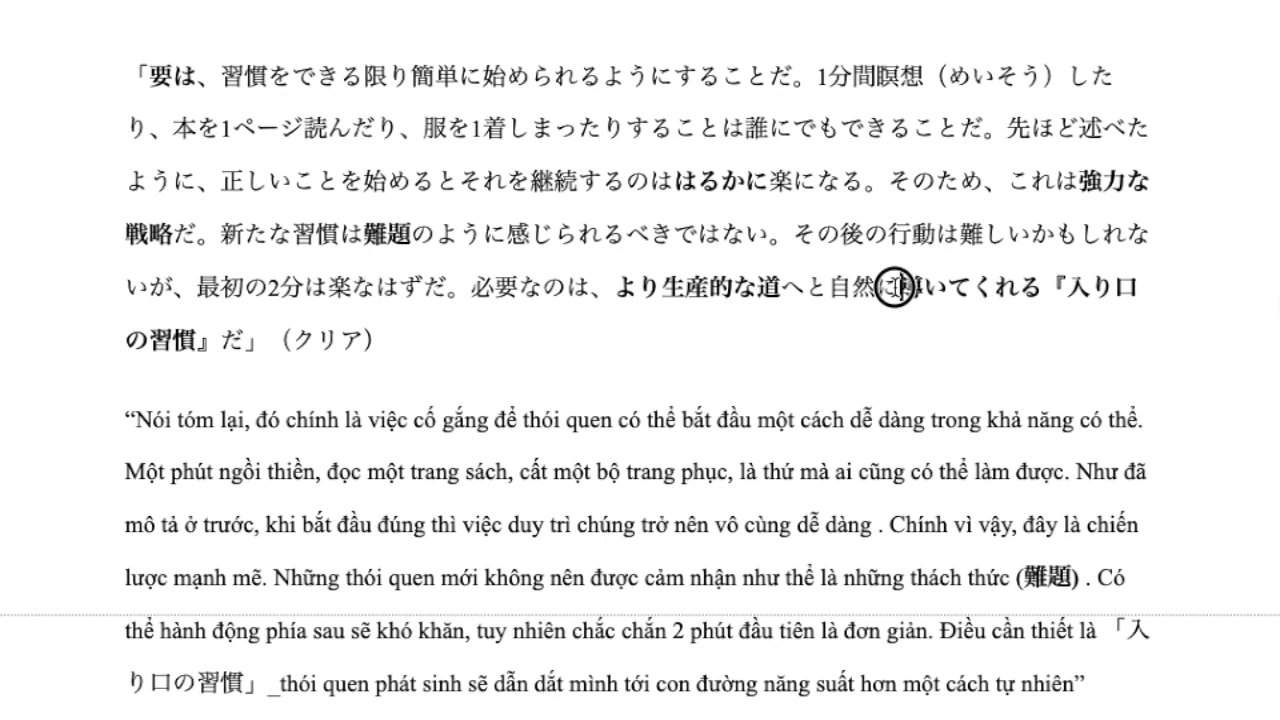 「要は、習慣をできる限り簡単に始められるようにすることだ。1分間瞑想（めいそう）した
り、本を1ページ読んだり、服を1着しまったりすることは誰にでもできることだ。先ほど述べた
ように、正しいことを始めるとそれを継続するのははるかに楽になる。そのため、これは強力な
戦略だ。新たな習慣は難題のように感じられるべきではない。その後の行動は難しいかもしれな
いが、最初の2分は楽なはずだ。必要なのは、より生産的な道へと自然に導いてくれる『入り口
の習慣』だ」（クリア）
“Nói tóm lại, đó chính là việc cố gắng để thói quen có thể bắt đầu một cách dễ dàng trong khả năng có thể.
Một phút ngồi thiền, đọc một trang sách, cất một bộ trang phục, là thứ mà ai cũng có thể làm được. Như đã
mô tả ở trước, khi bắt đầu đúng thì việc duy trì chúng trở nên vô cùng dễ dàng . Chính vì vậy, đây là chiến
lược mạnh mẽ. Những thói quen mới không nên được cảm nhận như thể là những thách thức (難題) . Có
thể hành động phía sau sẽ khó khăn, tuy nhiên chắc chắn 2 phút đầu tiên là đơn giản. Điều cần thiết là 「入
り口の習慣」_thói quen phát sinh sẽ dẫn dắt mình tới con đường năng suất hơn một cách tự nhiên”